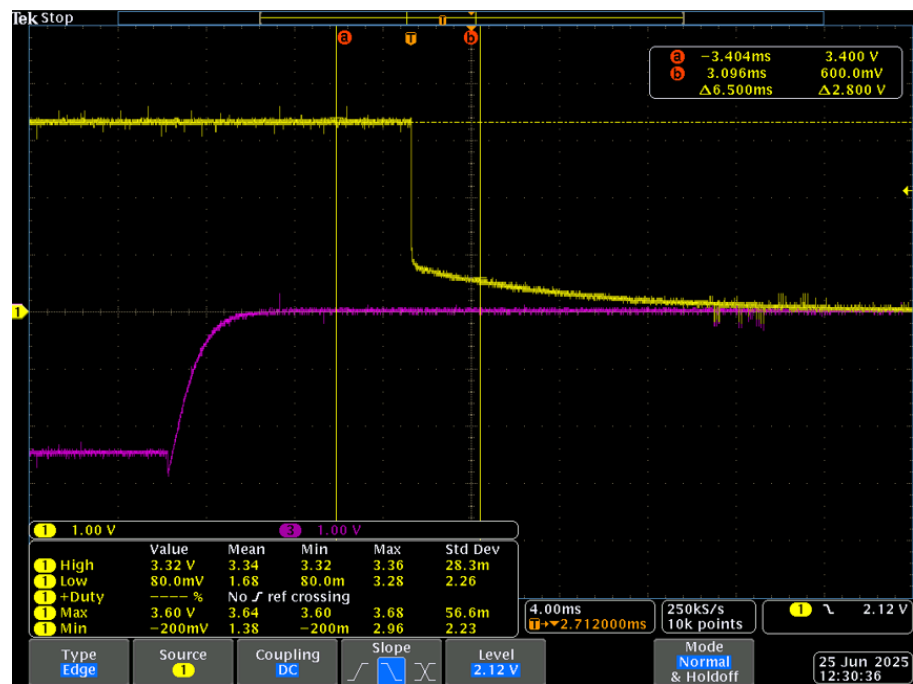 Tek Stop
T
a T b
a −3.404ms 3.400 V
b 3.096ms 600.0mV
Δ6.500ms Δ2.800 V
1
1 1.00 V 3 1.00 V
Value Mean Min Max Std Dev
1 High 3.32 V 3.34 3.32 3.36 28.3m
1 Low 80.0mV 1.68 80.0m 3.28 2.26
1 +Duty −−−− % No ref crossing
1 Max 3.60 V 3.64 3.60 3.68 56.6m
1 Min −200mV 1.38 −200m 2.96 2.23
4.00ms
T→▼2.712000ms
250kS/s
10k points
1 2.12 V
Type
Edge
Source
1
Coupling
DC
Slope
Level
2.12 V
Mode
Normal
& Holdoff
25 Jun 2025
12:30:36